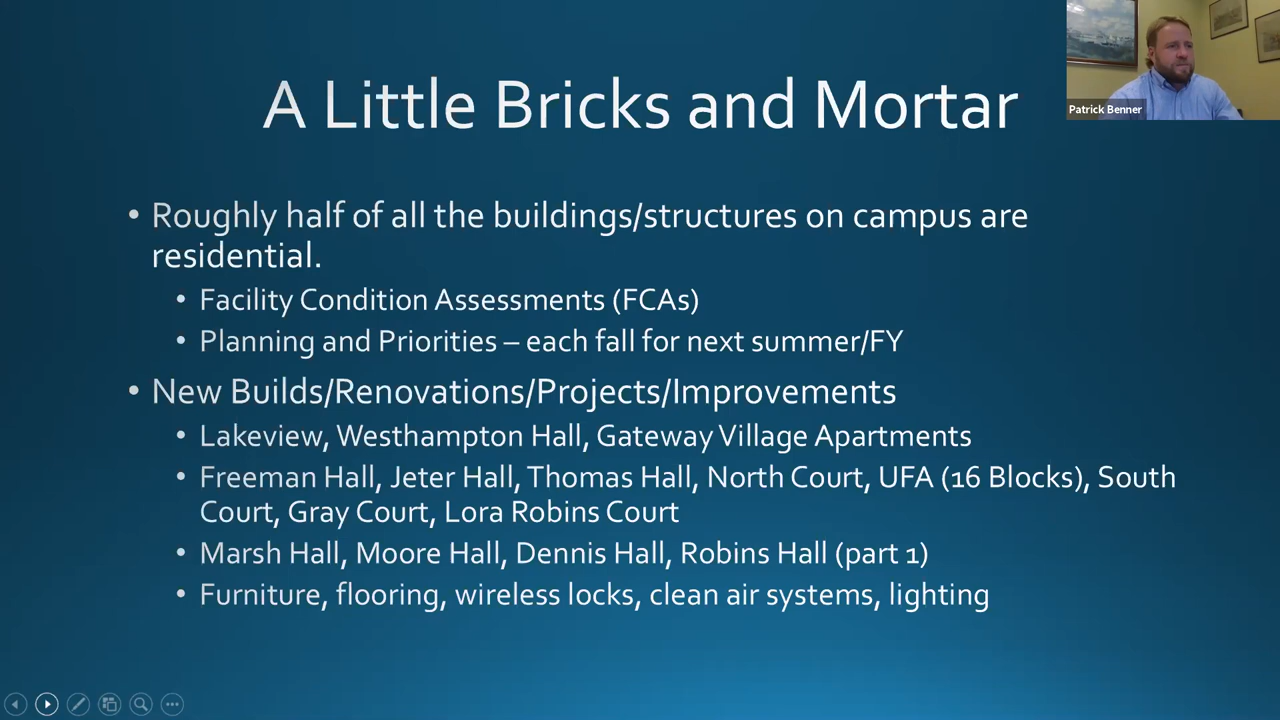 A Little Bricks and Mortar
Patrick Benner
• Roughly half of all the buildings/structures on campus are
residential.
• Facility Condition Assessments (FCAs)
• Planning and Priorities – each fall for next summer/FY
• New Builds/Renovations/Projects/Improvements
• Lakeview, Westhampton Hall, Gateway Village Apartments
• Freeman Hall, Jeter Hall, Thomas Hall, North Court, UFA (16 Blocks), South
Court, Gray Court, Lora Robins Court
• Marsh Hall, Moore Hall, Dennis Hall, Robins Hall (part 1)
• Furniture, flooring, wireless locks, clean air systems, lighting